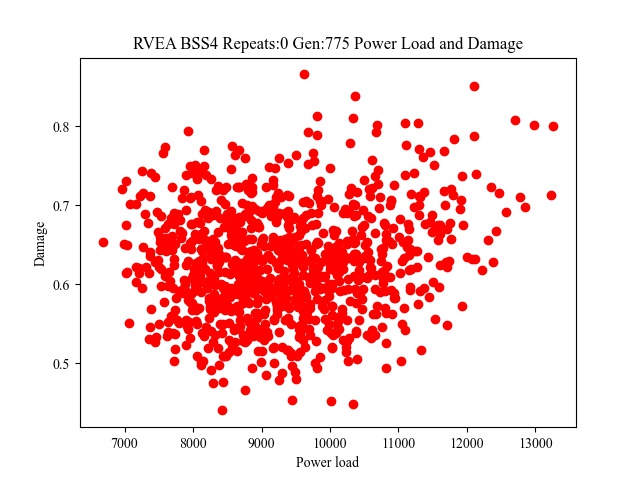 RVEA BSS4 Repeats:0 Gen:775 Power Load and Damage
0.8
0.7
0.6
0.5
Damage
7000 8000 9000 10000 11000 12000 13000
Power load